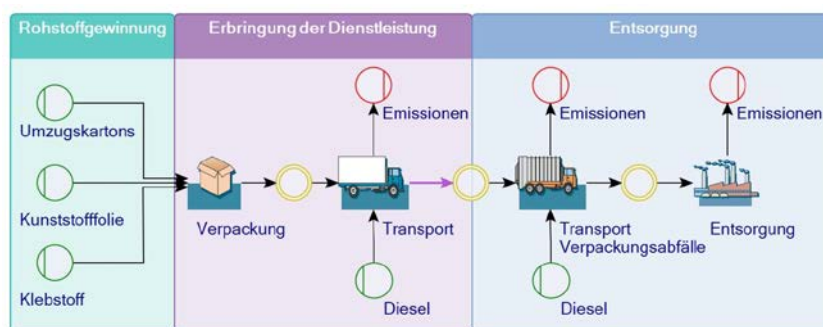 Rohstoffgewinnung
Erbringung der Dienstleistung
Entsorgung
Umzugskartons
Emissionen
Emissionen
Emissionen
Kunststofffolie
Verpackung
Transport
Transport
Verpackungsabfälle
Entsorgung
Klebstoff
Diesel
Diesel